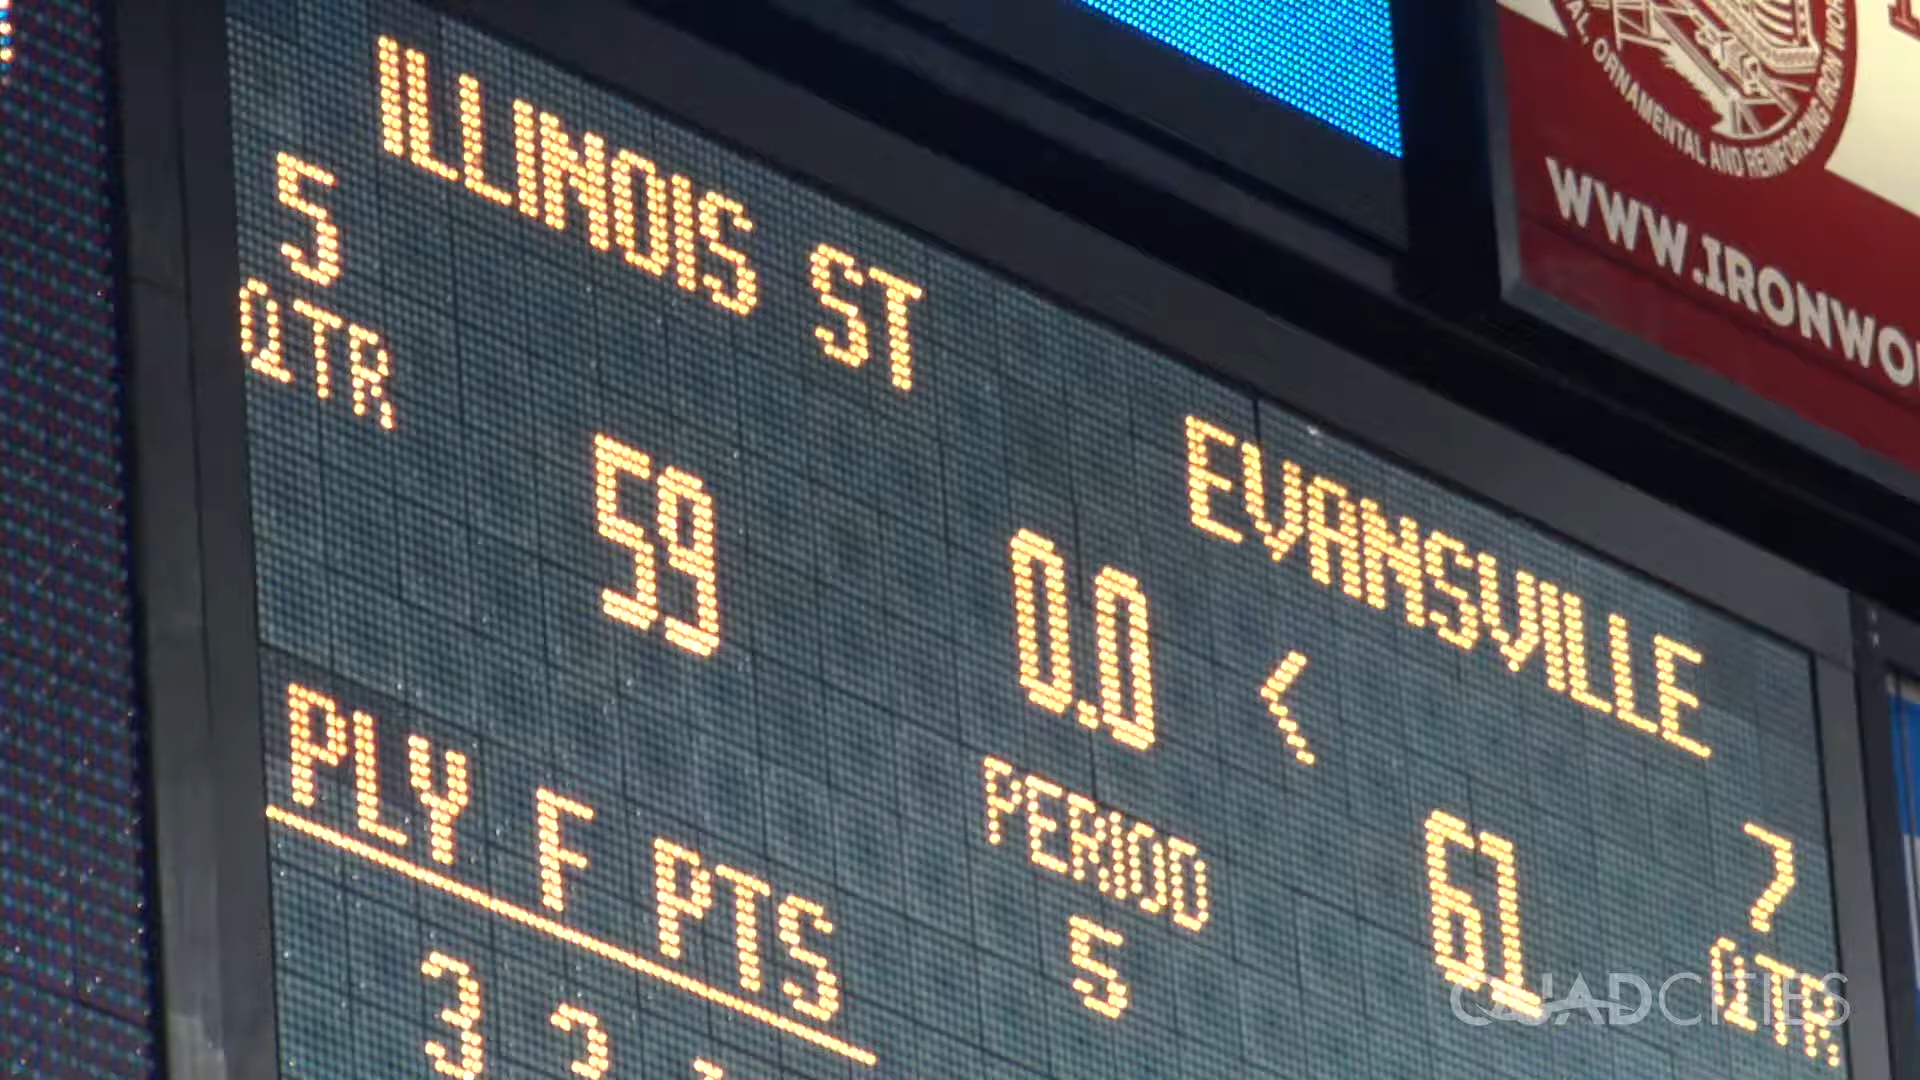 ILLINOIS ST
5
QTR
59
0.0
EVANSVILLE
<
PERIOD
5
61
7
QTR
PLY F PTS
3
ORNAMENTAL AND REINFORCING IRON
WWW.IRONWO
QUADCITIES